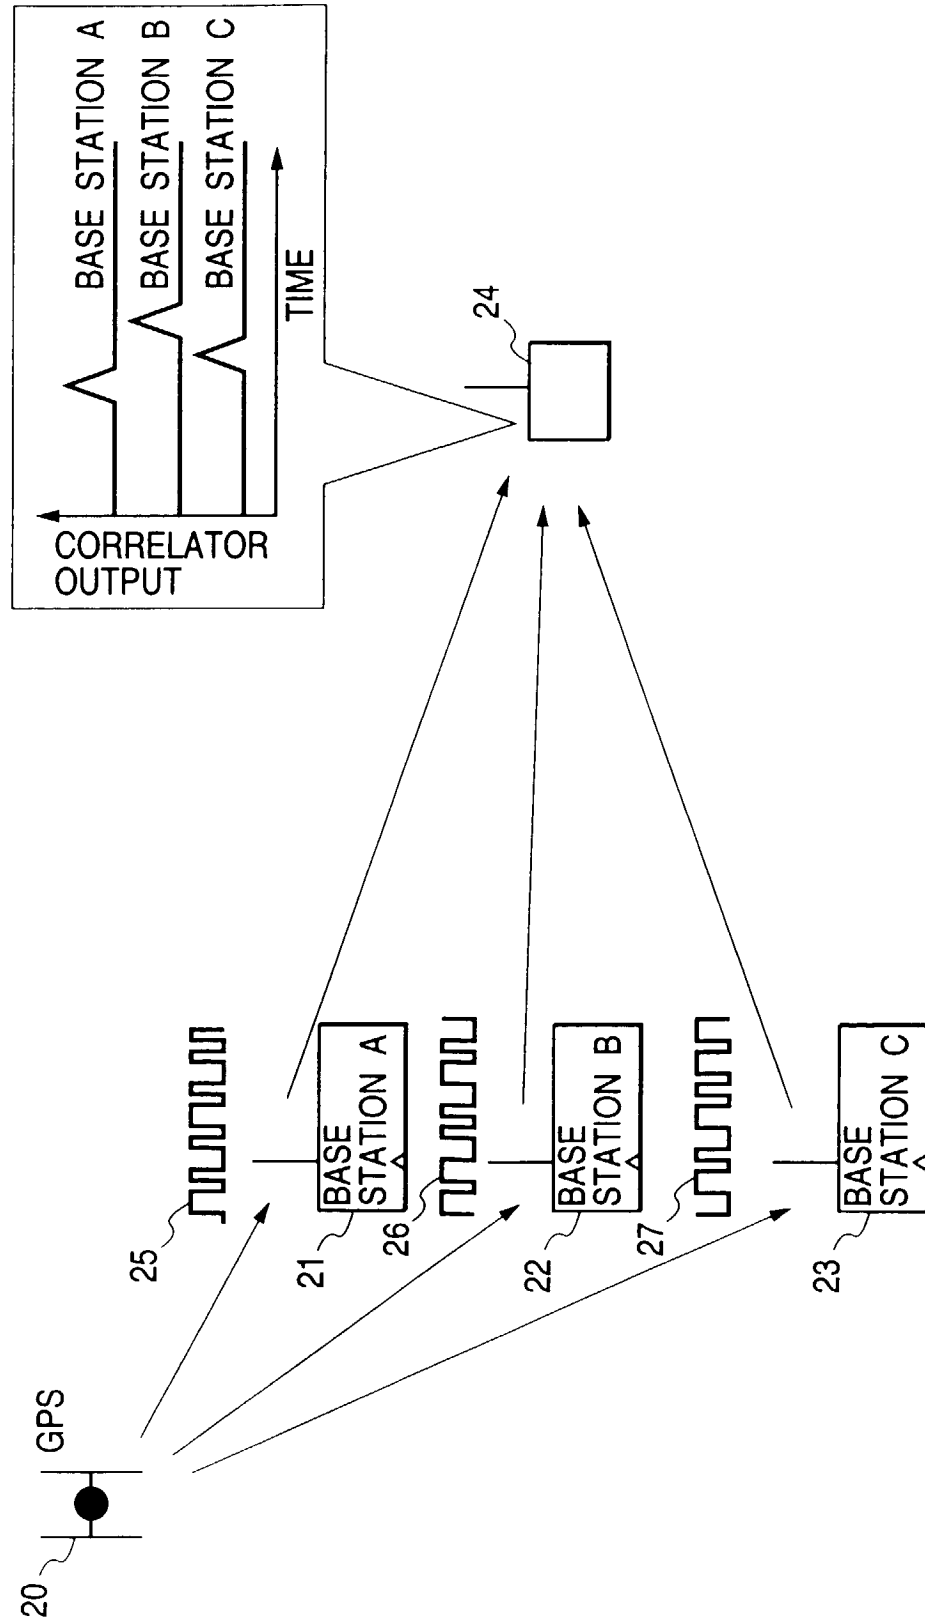 20
GPS
25
21
BASE
STATION A
26
22
BASE
STATION B
27
23
BASE
STATION C
24
CORRELATOR
OUTPUT
BASE STATION A
BASE STATION B
BASE STATION C
TIME